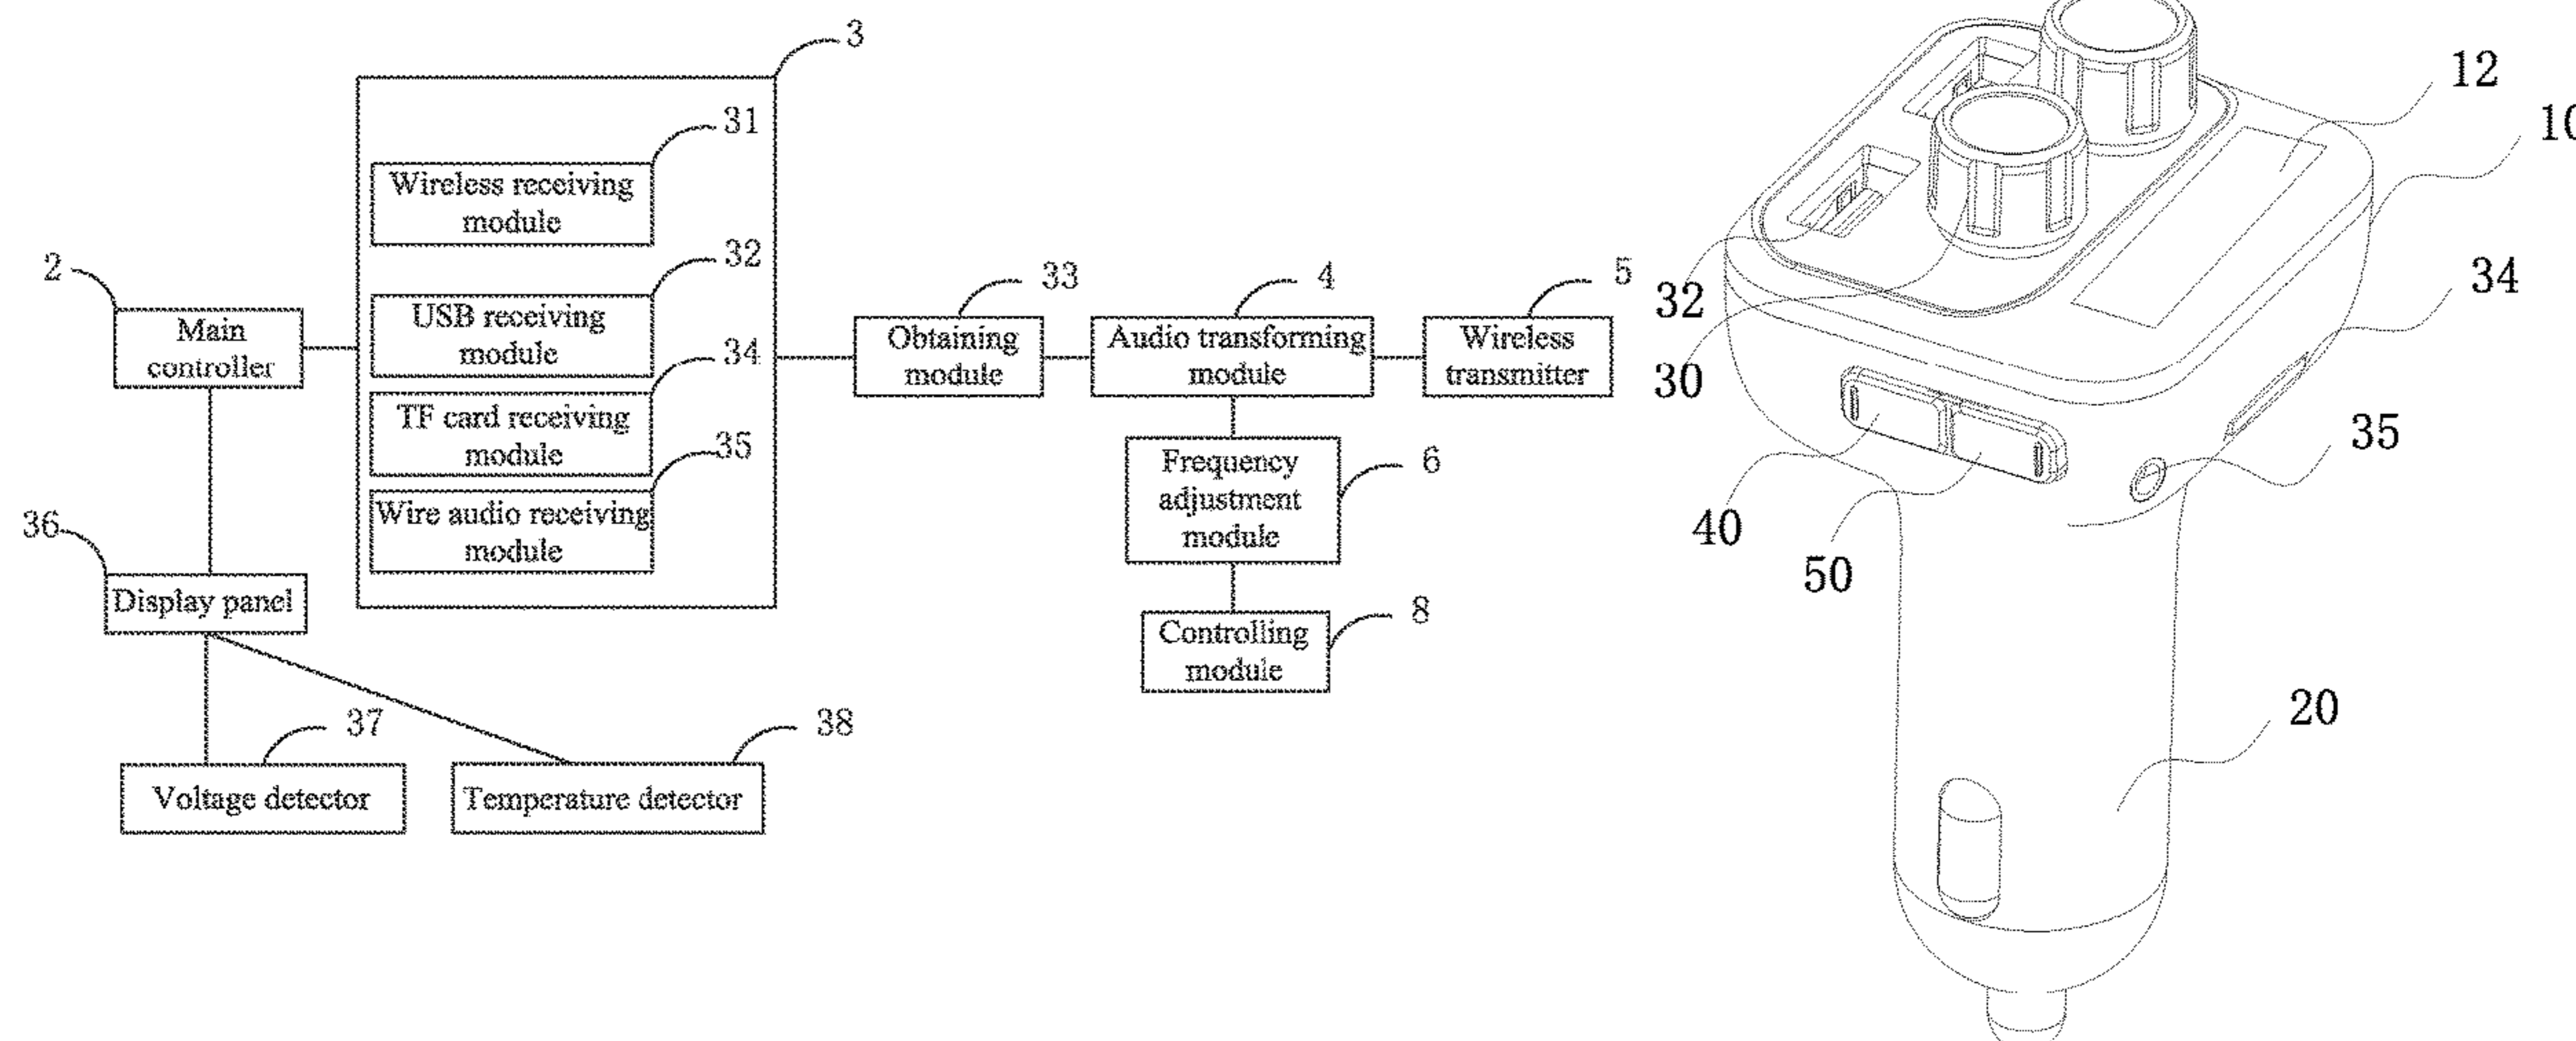 3
31
Wireless receiving
module
32
USB receiving
module
34
TF card receiving
module
35
Wire audio receiving
module
2
Main
controller
33
Obtaining
module
4
Audio transforming
module
5
Wireless
transmitter
6
Frequency
adjustment
module
8
Controlling
module
36
Display panel
37
Voltage detector
38
Temperature detector
12
10
32
30
34
35
40
50
20